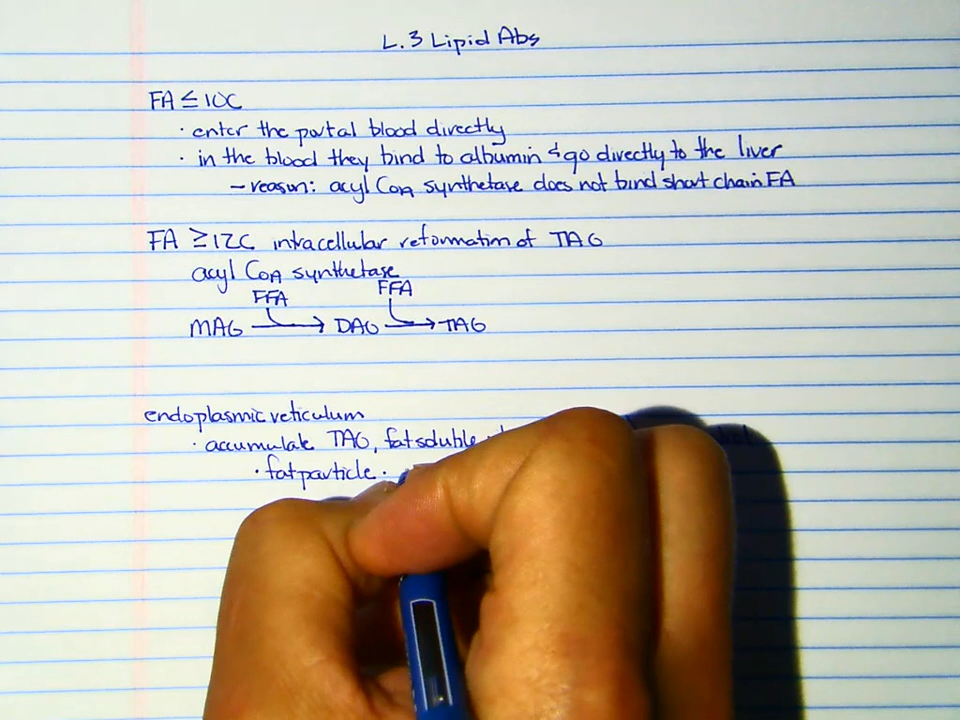 L.3 Lipid Abs
FA ≤ 10C
· enter the portal blood directly
· in the blood they bind to albumin & go directly to the liver
– reason: acyl CoA synthetase does not bind short chain FA
FA ≥ 12C intracellular reformation of TAG
acyl CoA synthetase
FFA FFA
MAG → DAG → TAG
endoplasmic reticulum
· accumulate TAG, fat soluble
· fat particle ·